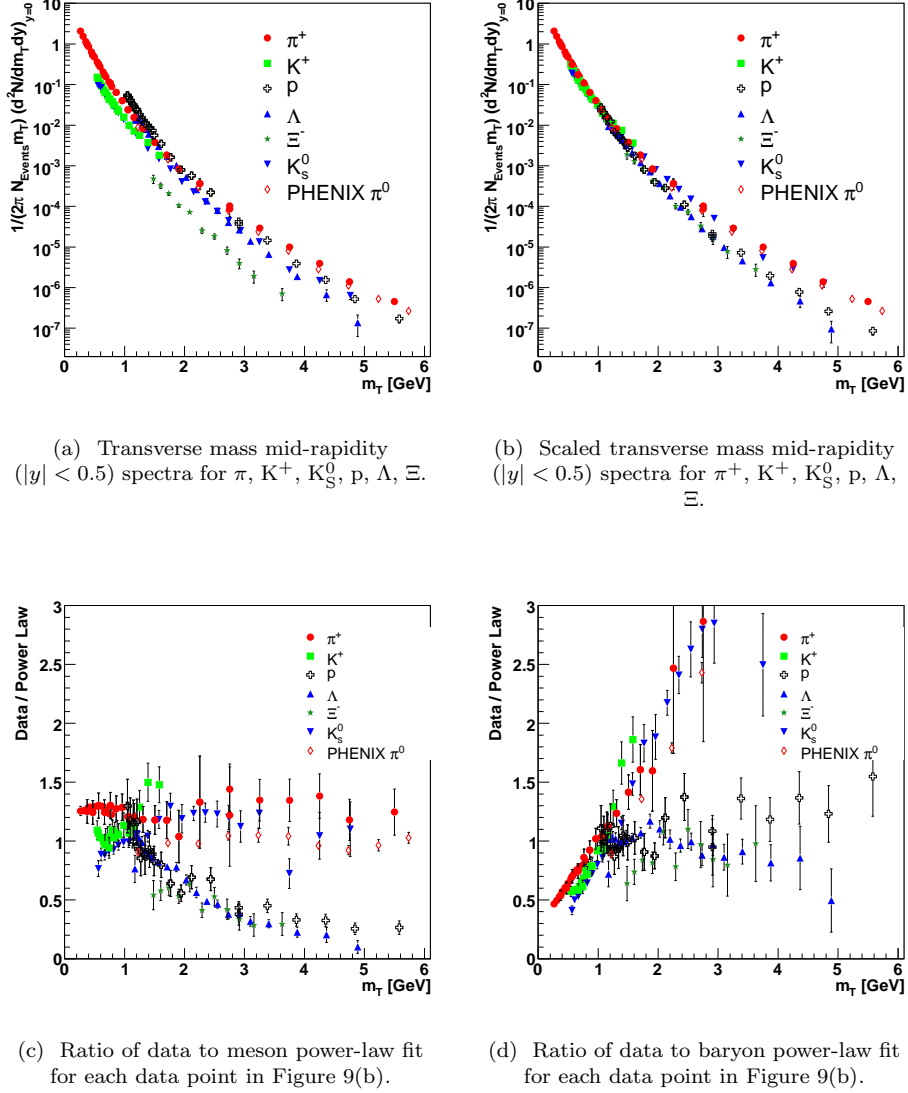 1/(2π N_Events m_T) (d²N/dm_T dy)_{y=0}
10
1
10⁻¹
10⁻²
10⁻³
10⁻⁴
10⁻⁵
10⁻⁶
10⁻⁷
π⁺
K⁺
p
Λ
Ξ⁻
K⁰_s
PHENIX π⁰
0 1 2 3 4 5 6
m_T [GeV]
1/(2π N_Events m_T) (d²N/dm_T dy)_{y=0}
10
1
10⁻¹
10⁻²
10⁻³
10⁻⁴
10⁻⁵
10⁻⁶
10⁻⁷
π⁺
K⁺
p
Λ
Ξ⁻
K⁰_s
PHENIX π⁰
0 1 2 3 4 5 6
m_T [GeV]
(a) Transverse mass mid-rapidity
(|y| < 0.5) spectra for π, K⁺, K⁰_S, p, Λ, Ξ.
(b) Scaled transverse mass mid-rapidity
(|y| < 0.5) spectra for π⁺, K⁺, K⁰_S, p, Λ,
Ξ.
Data / Power Law
3
2.5
2
1.5
1
0.5
0
π⁺
K⁺
p
Λ
Ξ⁻
K⁰_s
PHENIX π⁰
0 1 2 3 4 5 6
m_T [GeV]
Data / Power Law
3
2.5
2
1.5
1
0.5
0
π⁺
K⁺
p
Λ
Ξ⁻
K⁰_s
PHENIX π⁰
0 1 2 3 4 5 6
m_T [GeV]
(c) Ratio of data to meson power-law fit
for each data point in Figure 9(b).
(d) Ratio of data to baryon power-law fit
for each data point in Figure 9(b).